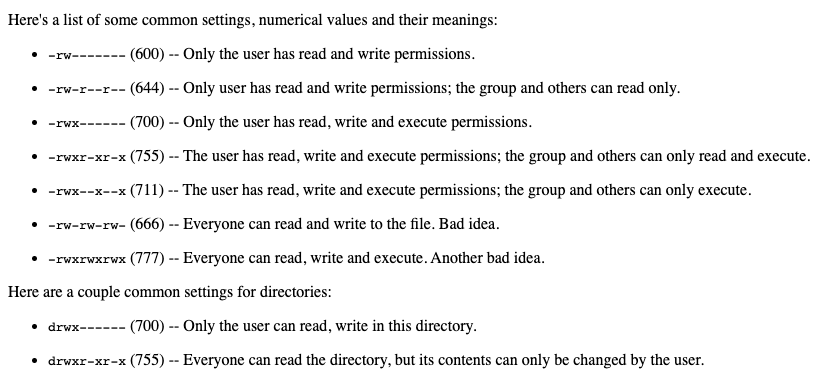 Here's a list of some common settings, numerical values and their meanings:
• -rw------- (600) -- Only the user has read and write permissions.
• -rw-r--r-- (644) -- Only user has read and write permissions; the group and others can read only.
• -rwx------ (700) -- Only the user has read, write and execute permissions.
• -rwxr-xr-x (755) -- The user has read, write and execute permissions; the group and others can only read and execute.
• -rwx--x--x (711) -- The user has read, write and execute permissions; the group and others can only execute.
• -rw-rw-rw- (666) -- Everyone can read and write to the file. Bad idea.
• -rwxrwxrwx (777) -- Everyone can read, write and execute. Another bad idea.
Here are a couple common settings for directories:
• drwx------ (700) -- Only the user can read, write in this directory.
• drwxr-xr-x (755) -- Everyone can read the directory, but its contents can only be changed by the user.